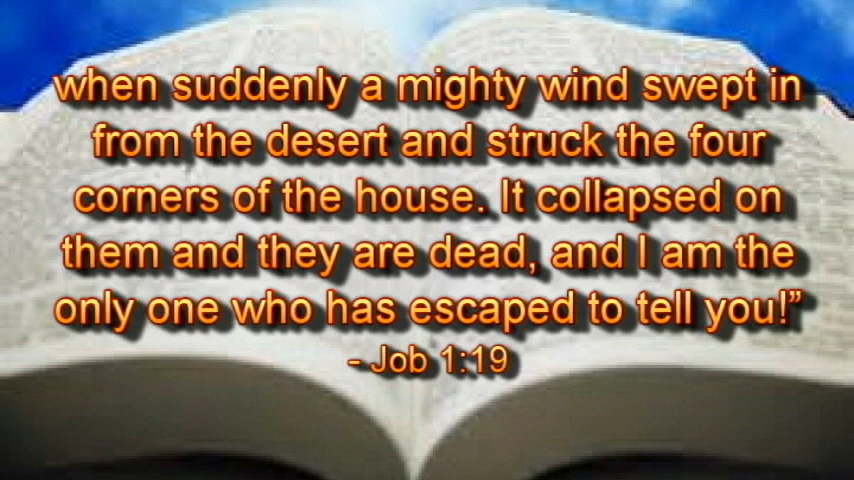 when suddenly a mighty wind swept in
from the desert and struck the four
corners of the house. It collapsed on
them and they are dead, and I am the
only one who has escaped to tell you!”
- Job 1:19